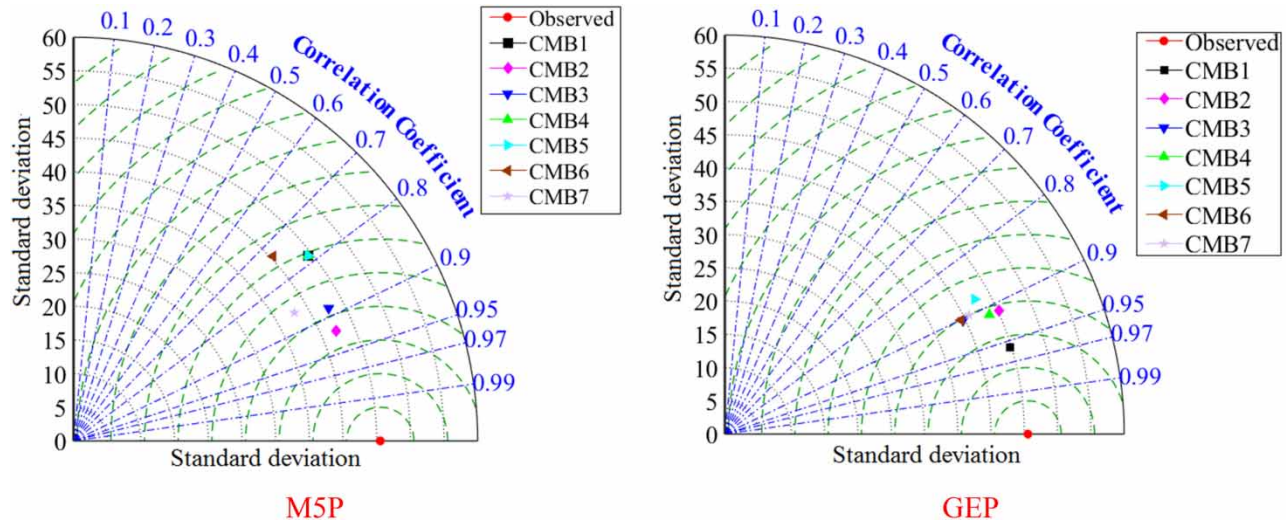 60
55
50
45
40
35
30
25
20
15
10
5
0
Standard deviation
Standard deviation
0.1
0.2
0.3
0.4
0.5
0.6
0.7
0.8
0.9
0.95
0.97
0.99
Correlation Coefficient
Observed
CMB1
CMB2
CMB3
CMB4
CMB5
CMB6
CMB7
M5P
60
55
50
45
40
35
30
25
20
15
10
5
0
Standard deviation
Standard deviation
0.1
0.2
0.3
0.4
0.5
0.6
0.7
0.8
0.9
0.95
0.97
0.99
Correlation Coefficient
Observed
CMB1
CMB2
CMB3
CMB4
CMB5
CMB6
CMB7
GEP